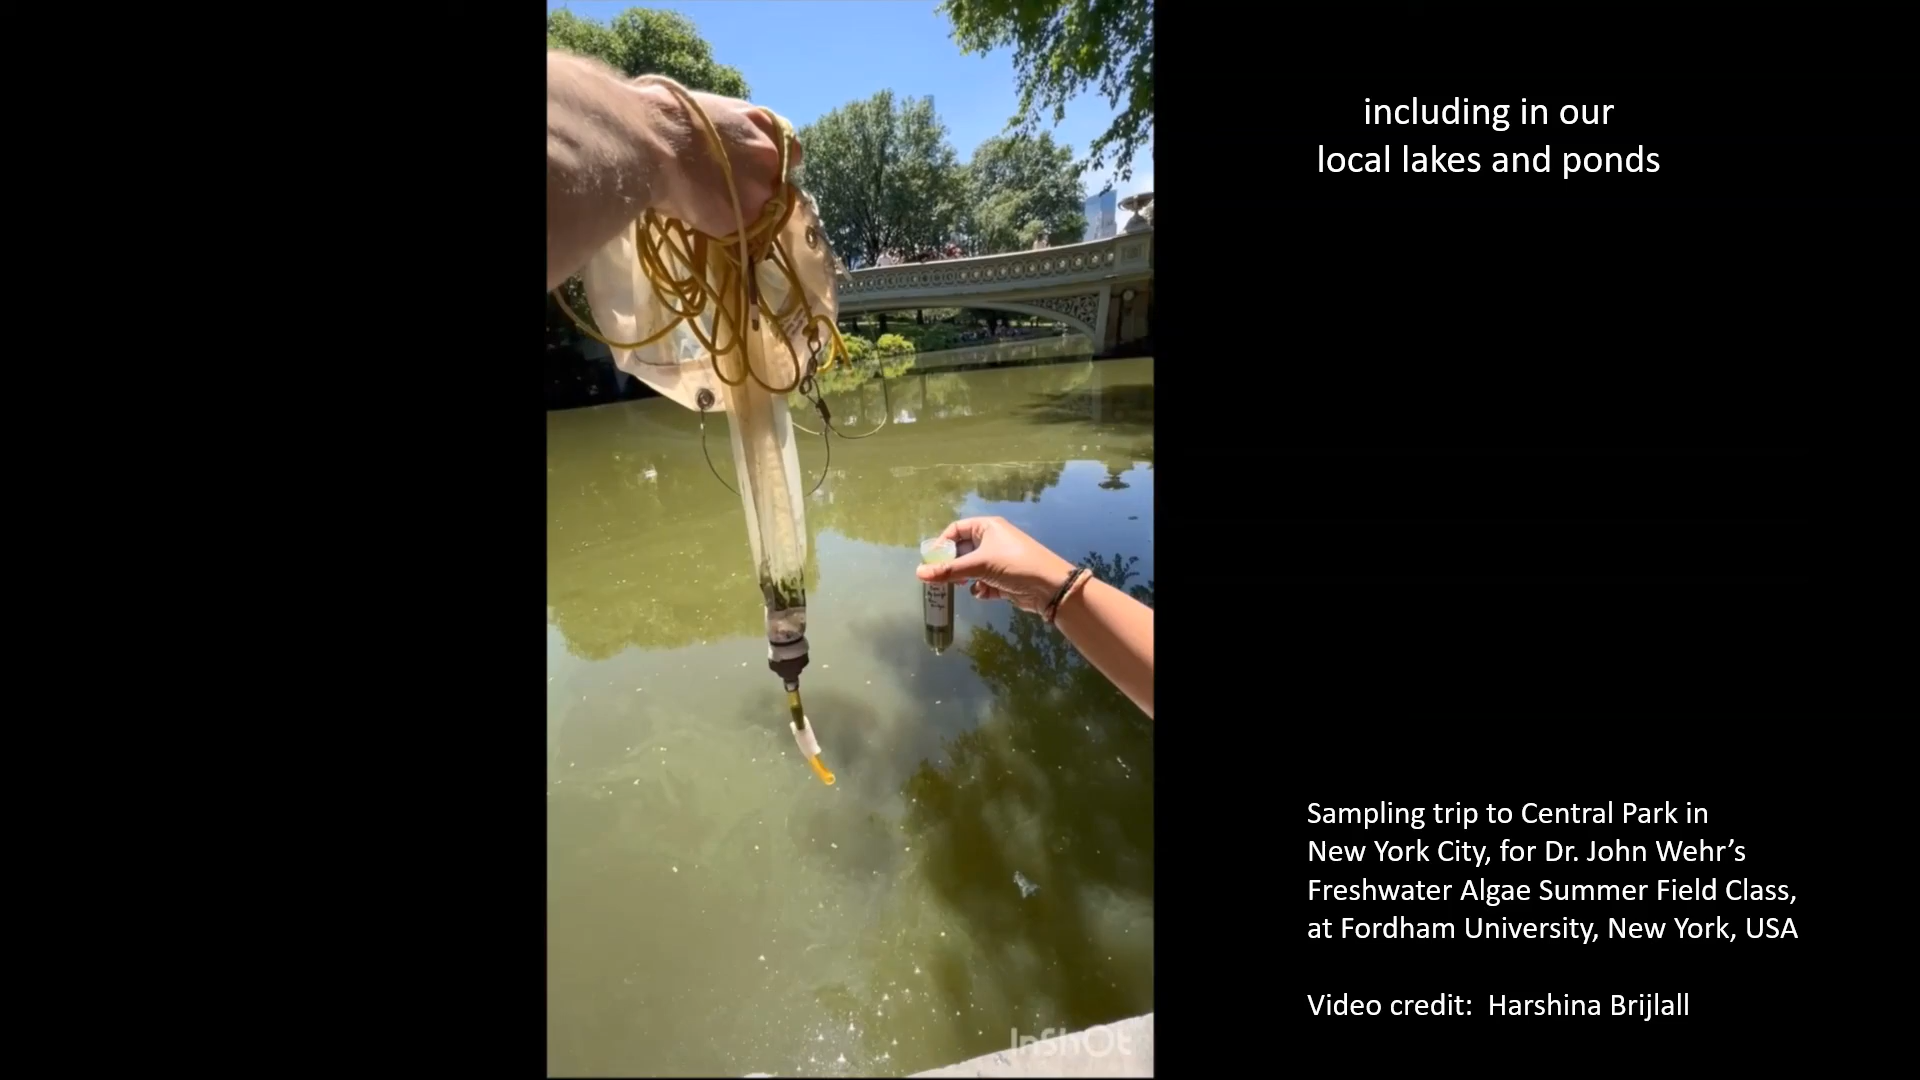 including in our
local lakes and ponds
Sampling trip to Central Park in
New York City, for Dr. John Wehr’s
Freshwater Algae Summer Field Class,
at Fordham University, New York, USA
Video credit:  Harshina Brijlall
InShOt